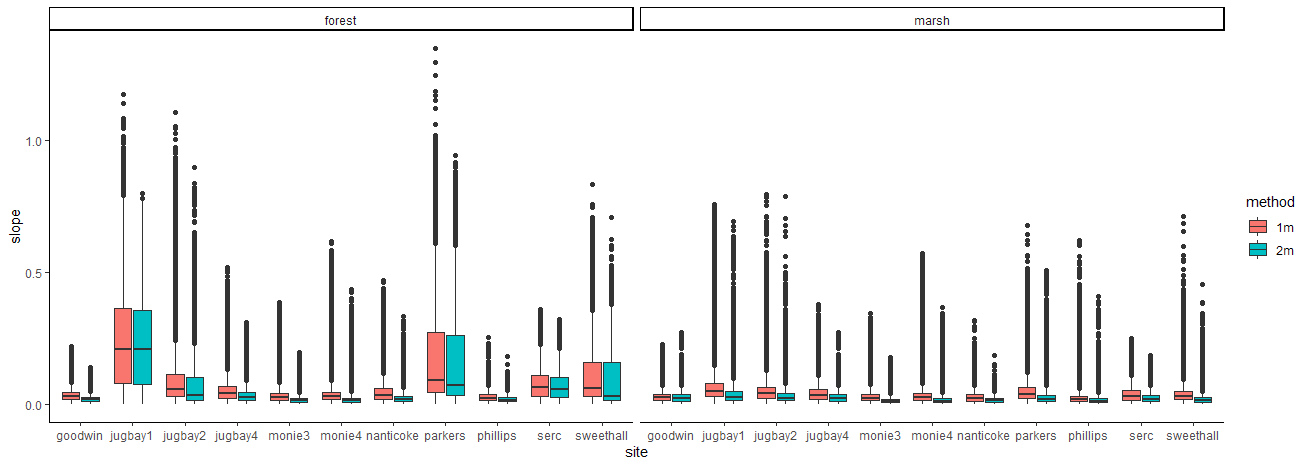 forest marsh
slope
1.0
0.5
0.0
goodwin jugbay1 jugbay2 jugbay4 monie3 monie4 nanticoke parkers phillips serc sweethall goodwin jugbay1 jugbay2 jugbay4 monie3 monie4 nanticoke parkers phillips serc sweethall
site
method
1m
2m